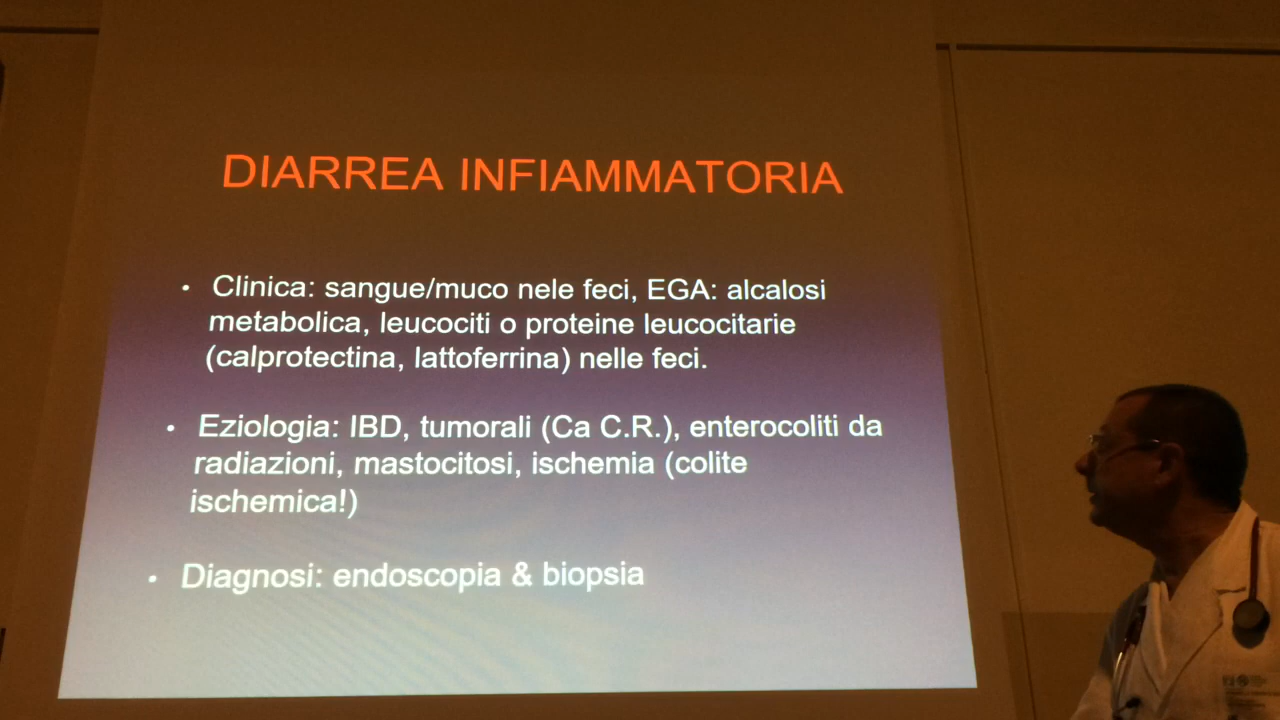 DIARREA INFIAMMATORIA
• Clinica: sangue/muco nele feci, EGA: alcalosi
metabolica, leucociti o proteine leucocitarie
(calprotectina, lattoferrina) nelle feci.
• Eziologia: IBD, tumorali (Ca C.R.), enterocoliti da
radiazioni, mastocitosi, ischemia (colite
ischemica!)
• Diagnosi: endoscopia & biopsia